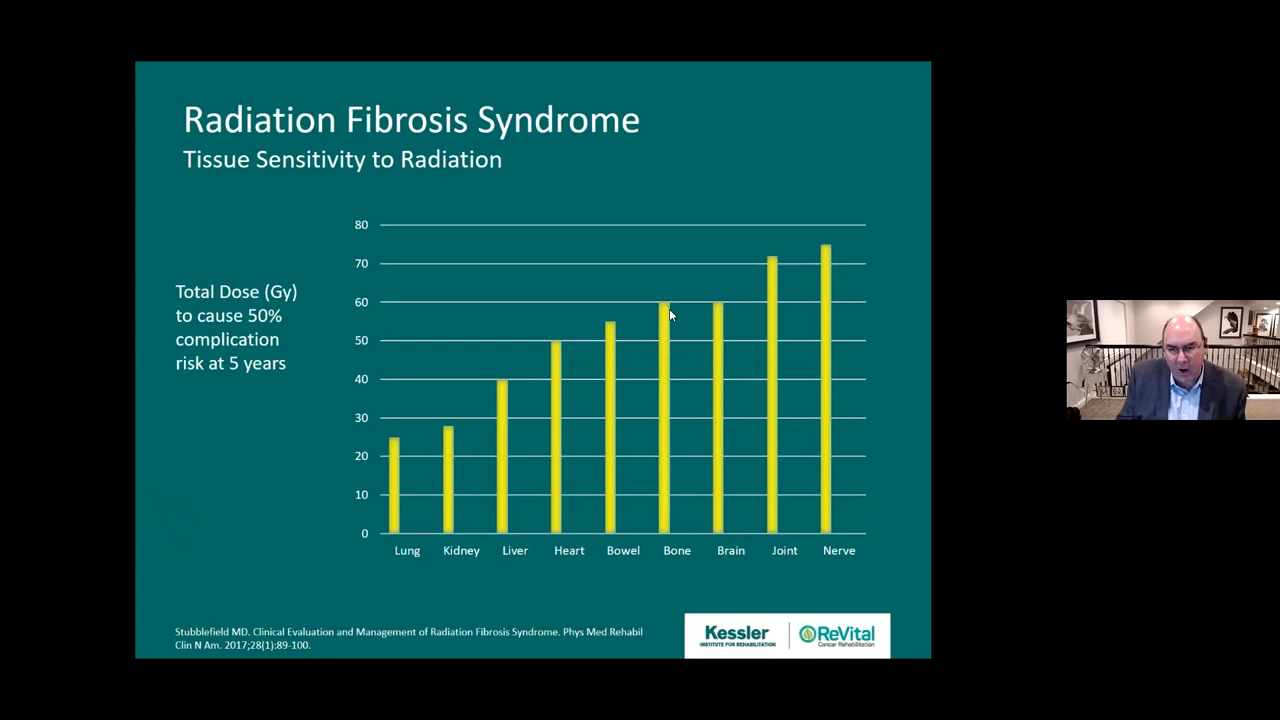 Radiation Fibrosis Syndrome
Tissue Sensitivity to Radiation
Total Dose (Gy)
to cause 50%
complication
risk at 5 years
80
70
60
50
40
30
20
10
0
Lung Kidney Liver Heart Bowel Bone Brain Joint Nerve
Stubblefield MD. Clinical Evaluation and Management of Radiation Fibrosis Syndrome. Phys Med Rehabil
Clin N Am. 2017;28(1):89-100.
Kessler
INSTITUTE FOR REHABILITATION
ReVital
Cancer Rehabilitation